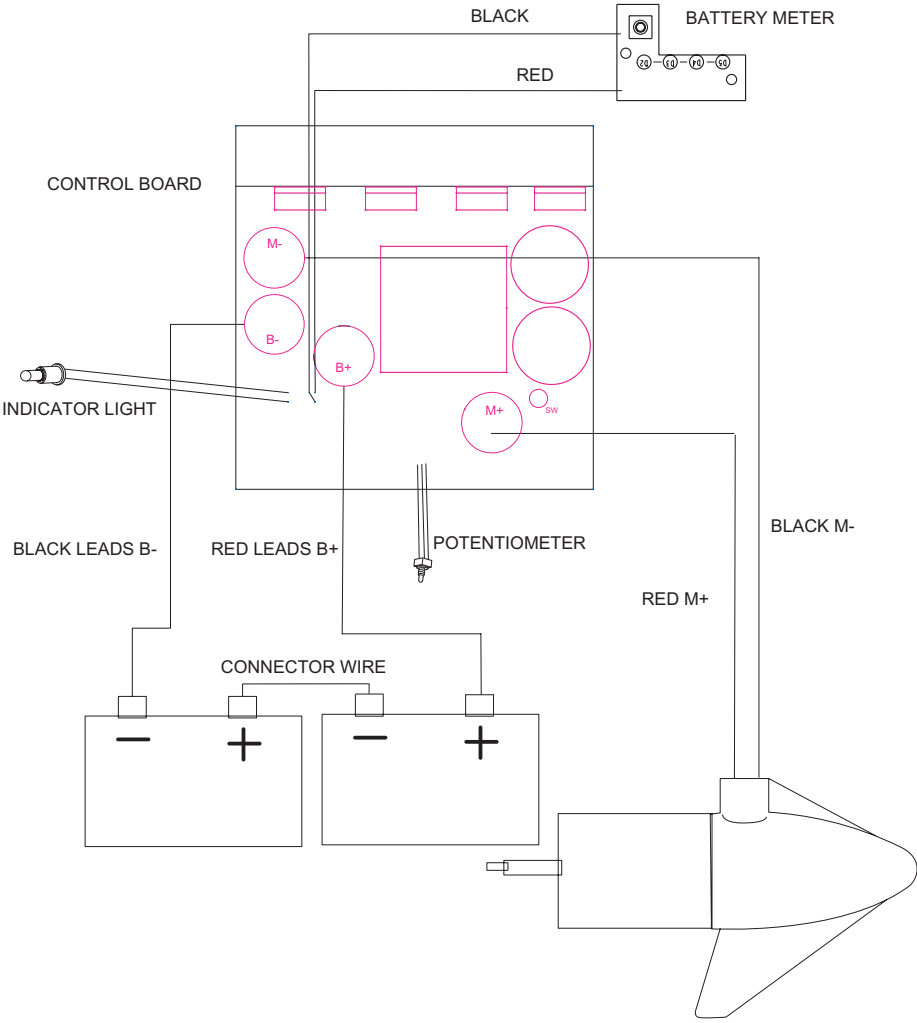 BLACK
BATTERY METER
D2 D3 D4 D5
RED
CONTROL BOARD
M-
B-
B+
INDICATOR LIGHT
M+
SW
BLACK M-
BLACK LEADS B-
RED LEADS B+
POTENTIOMETER
RED M+
CONNECTOR WIRE
− + − +